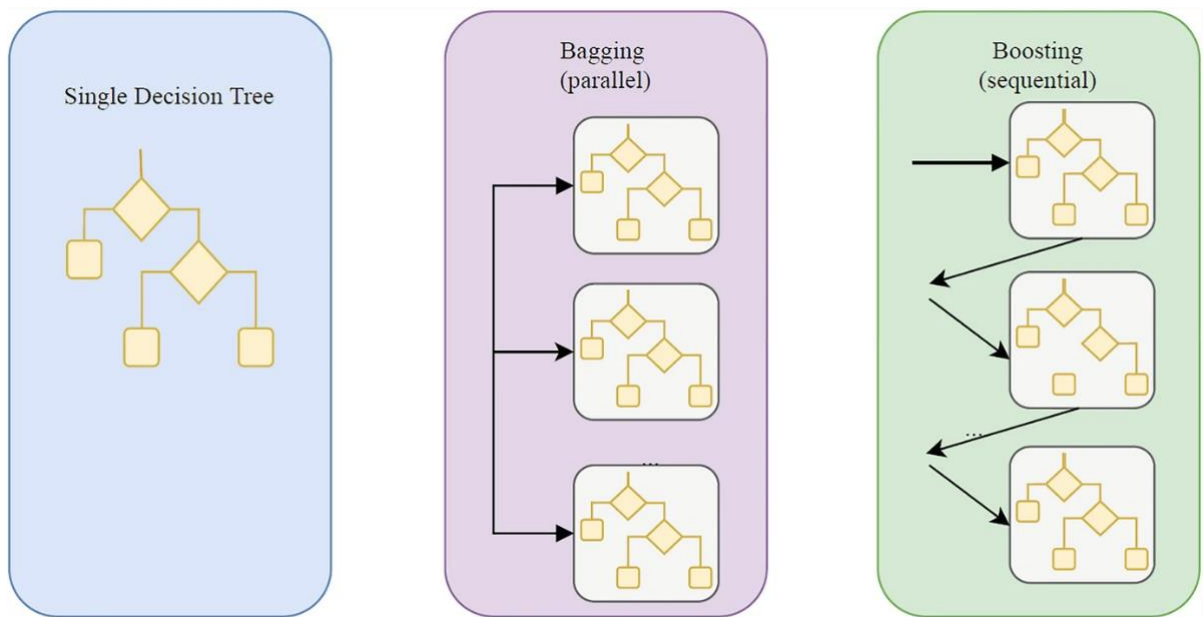 Single Decision Tree
Bagging
(parallel)
...
Boosting
(sequential)
...